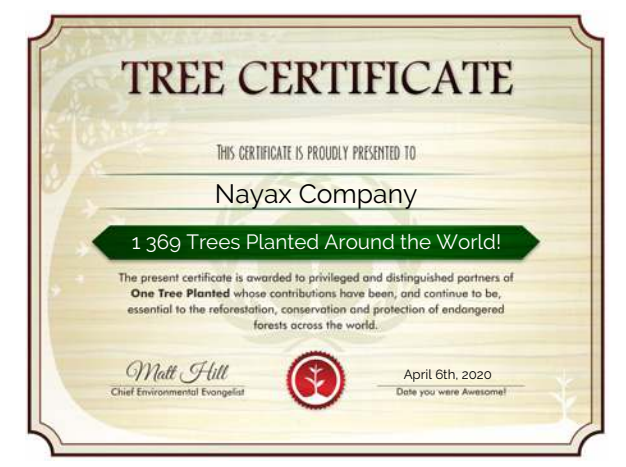 TREE CERTIFICATE
THIS CERTIFICATE IS PROUDLY PRESENTED TO
Nayax Company
1 369 Trees Planted Around the World!
The present certificate is awarded to privileged and distinguished partners of
One Tree Planted whose contributions have been, and continue to be,
essential to the reforestation, conservation and protection of endangered
forests across the world.
Matt Hill
Chief Environmental Evangelist
April 6th, 2020
Date you were Awesome!